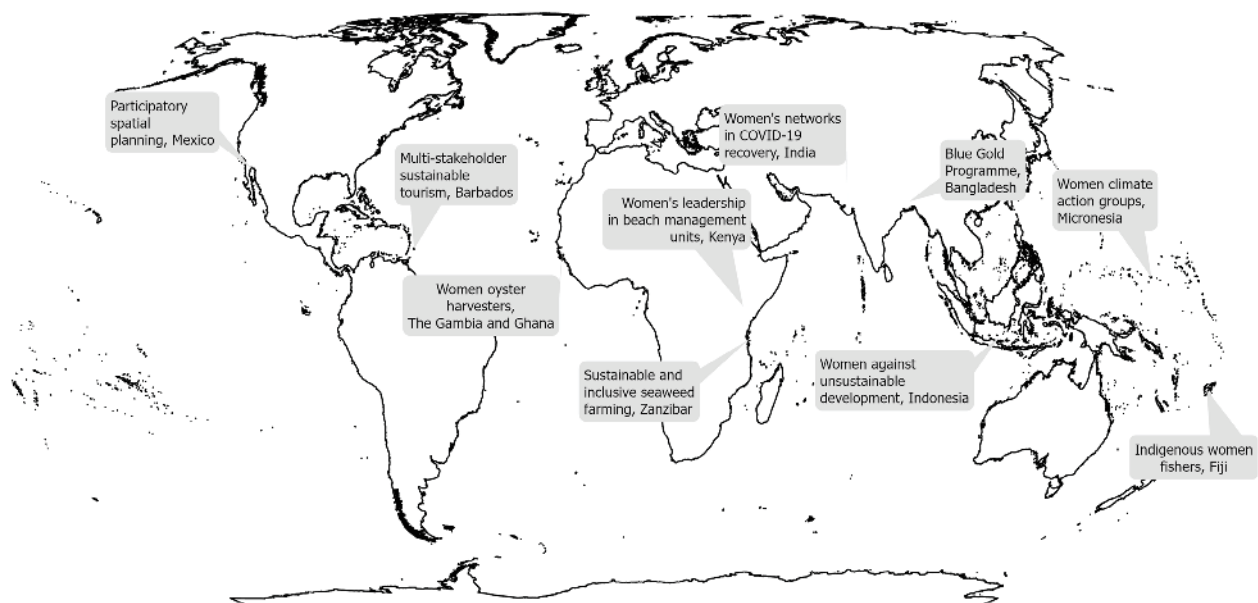 Participatory
spatial
planning, Mexico
Multi-stakeholder
sustainable
tourism, Barbados
Women's networks
in COVID-19
recovery, India
Blue Gold
Programme,
Bangladesh
Women climate
action groups,
Micronesia
Women's leadership
in beach management
units, Kenya
Women oyster
harvesters,
The Gambia and Ghana
Sustainable and
inclusive seaweed
farming, Zanzibar
Women against
unsustainable
development, Indonesia
Indigenous women
fishers, Fiji